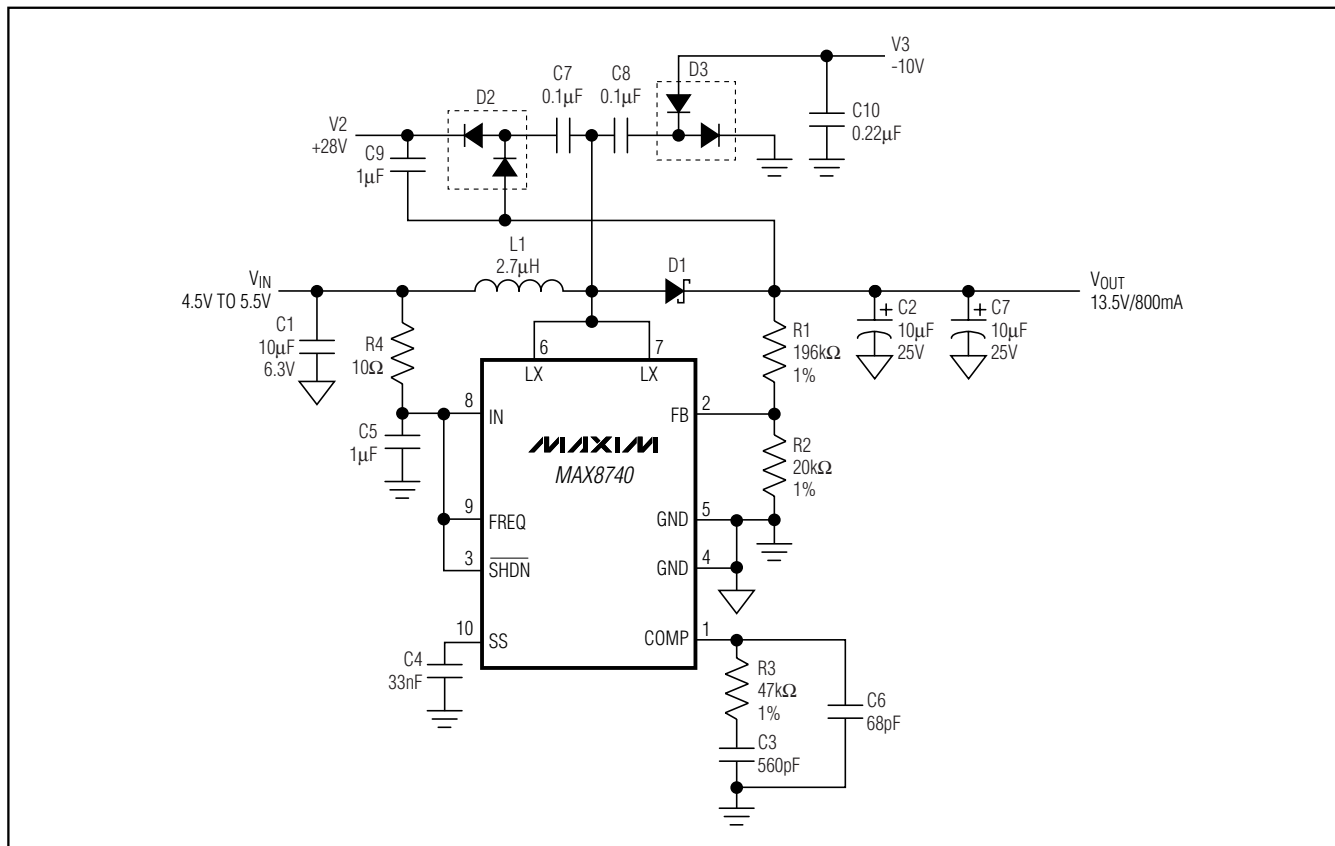 V3
-10V
D3
C7
0.1µF
C8
0.1µF
C10
0.22µF
D2
V2
+28V
C9
1µF
L1
2.7µH
D1
VIN
4.5V TO 5.5V
VOUT
13.5V/800mA
C1
10µF
6.3V
R4
10Ω
C2
+
10µF
25V
C7
+
10µF
25V
R1
196kΩ
1%
6
LX
7
LX
8
IN
2
FB
C5
1µF
MAXIM
MAX8740
R2
20kΩ
1%
9
FREQ
5
GND
3
SHDN
4
GND
10
SS
1
COMP
C4
33nF
R3
47kΩ
1%
C6
68pF
C3
560pF